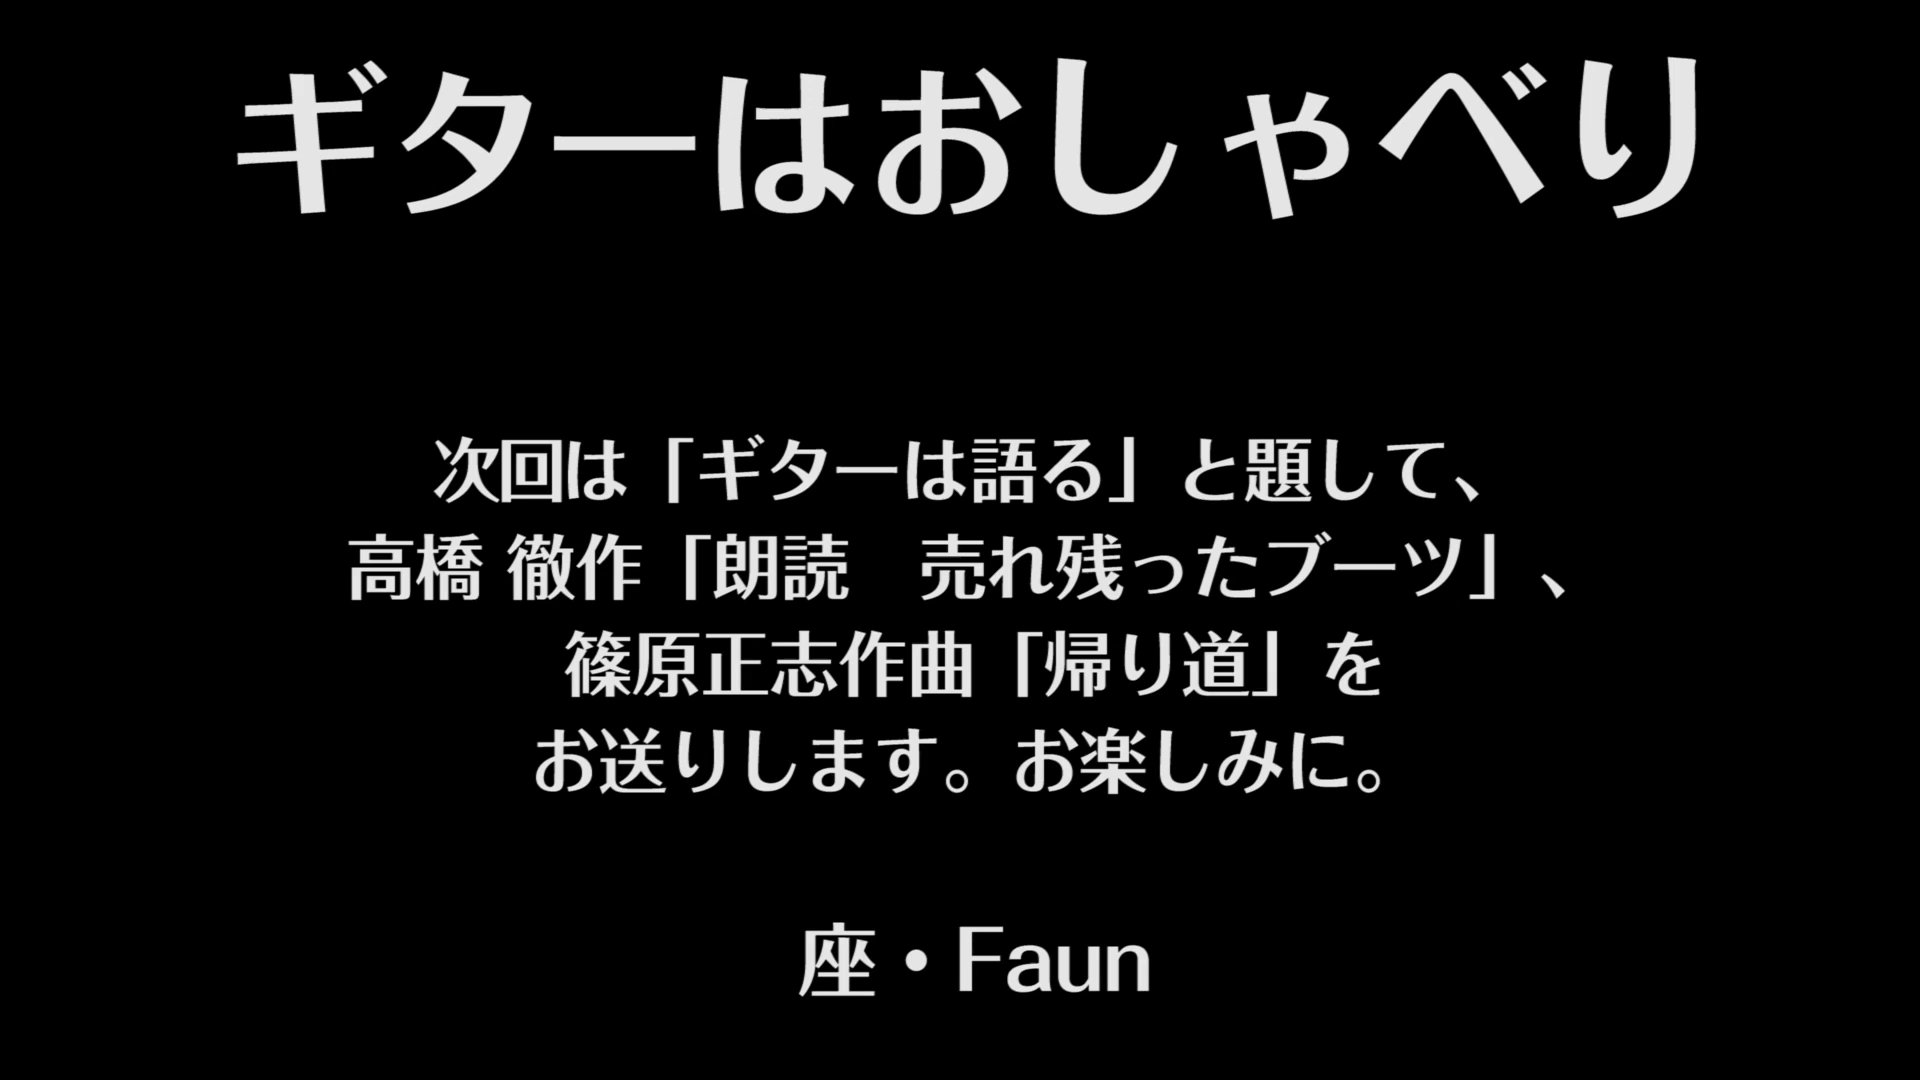 ギターはおしゃべり
次回は「ギターは語る」と題して、
高橋 徹作「朗読　売れ残ったブーツ」、
篠原正志作曲「帰り道」を
お送りします。お楽しみに。
座・Faun